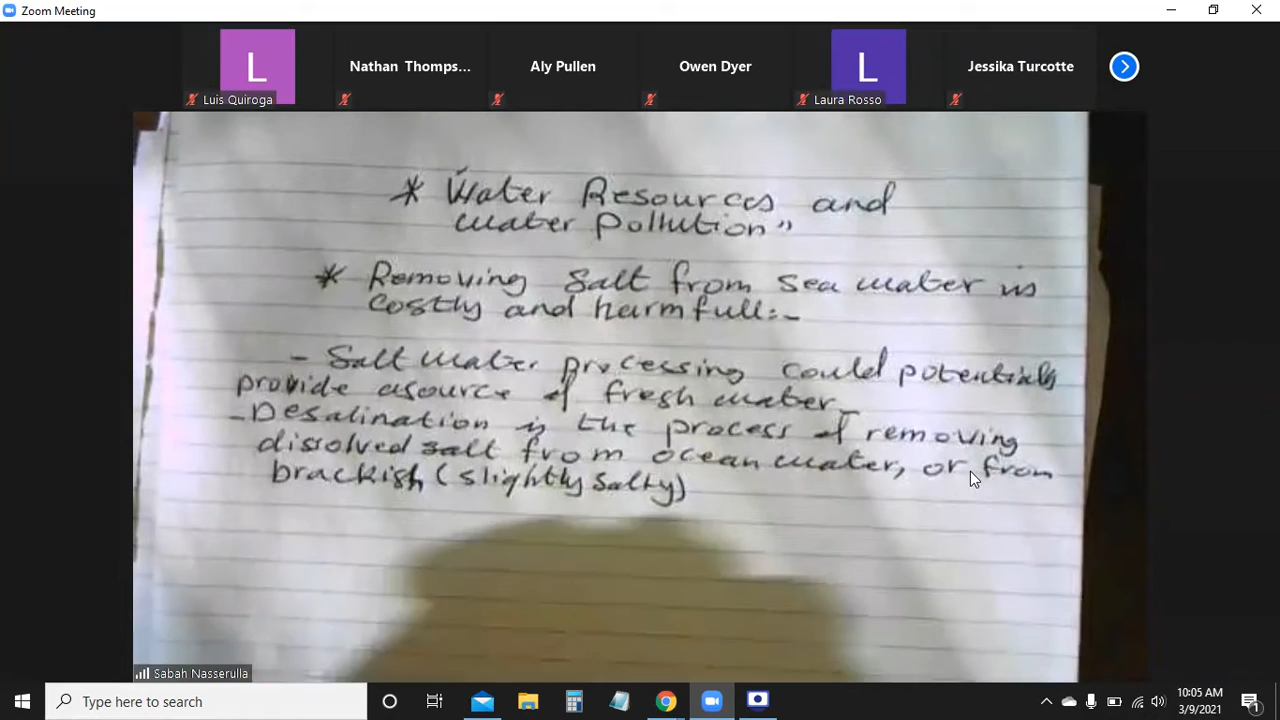 Zoom Meeting
L
Luis Quiroga
Nathan Thomps...
Aly Pullen
Owen Dyer
L
Laura Rosso
Jessika Turcotte
* "Water Resources and
water Pollution"
* Removing Salt from sea water is
costly and harmfull:-
- Salt water processing could potentially
provide asource of fresh water_
- Desalination is the process of removing
dissolved salt from ocean water, or from
brackish (slightly salty)
Sabah Nasserulla
Type here to search
10:05 AM
3/9/2021
1